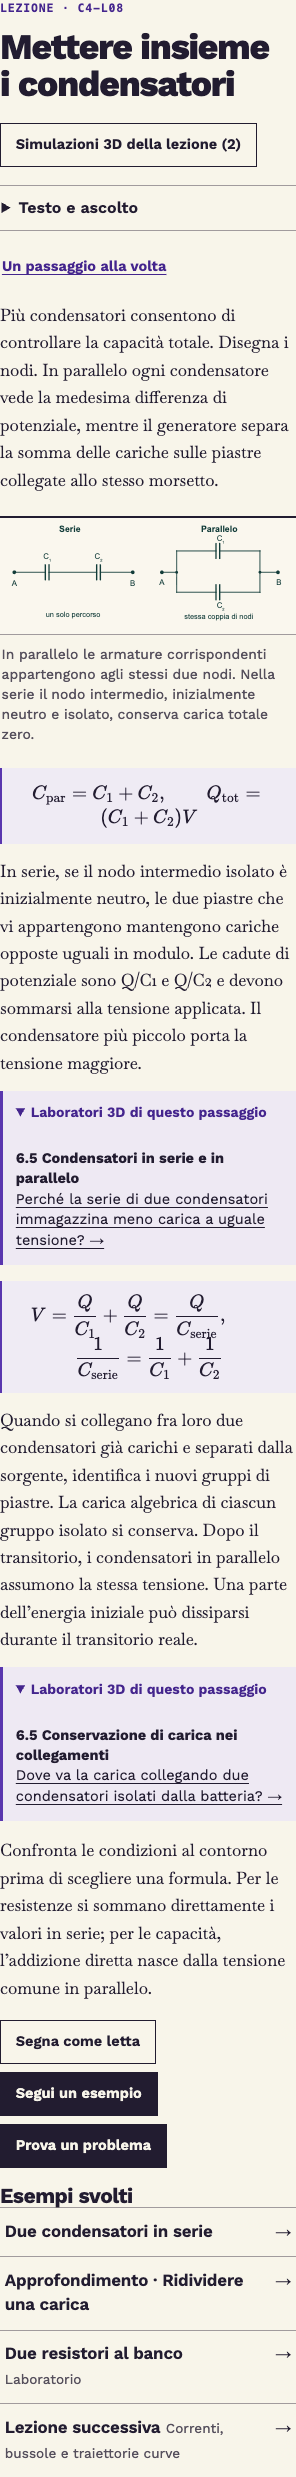 LEZIONE · C4–L08
Mettere insieme
i condensatori
Simulazioni 3D della lezione (2)
▶ Testo e ascolto
Un passaggio alla volta
Più condensatori consentono di
controllare la capacità totale. Disegna i
nodi. In parallelo ogni condensatore
vede la medesima differenza di
potenziale, mentre il generatore separa
la somma delle cariche sulle piastre
collegate allo stesso morsetto.
Serie
C₁ C₂
A B
un solo percorso
Parallelo
C₁
A B
C₂
stessa coppia di nodi
In parallelo le armature corrispondenti
appartengono agli stessi due nodi. Nella
serie il nodo intermedio, inizialmente
neutro e isolato, conserva carica totale
zero.
C_par = C₁ + C₂, Q_tot =
(C₁ + C₂)V
In serie, se il nodo intermedio isolato è
inizialmente neutro, le due piastre che
vi appartengono mantengono cariche
opposte uguali in modulo. Le cadute di
potenziale sono Q/C1 e Q/C2 e devono
sommarsi alla tensione applicata. Il
condensatore più piccolo porta la
tensione maggiore.
▼ Laboratori 3D di questo passaggio
6.5 Condensatori in serie e in
parallelo
Perché la serie di due condensatori
immagazzina meno carica a uguale
tensione? →
V = Q/C₁ + Q/C₂ = Q/C_serie,
1/C_serie = 1/C₁ + 1/C₂
Quando si collegano fra loro due
condensatori già carichi e separati dalla
sorgente, identifica i nuovi gruppi di
piastre. La carica algebrica di ciascun
gruppo isolato si conserva. Dopo il
transitorio, i condensatori in parallelo
assumono la stessa tensione. Una parte
dell’energia iniziale può dissiparsi
durante il transitorio reale.
▼ Laboratori 3D di questo passaggio
6.5 Conservazione di carica nei
collegamenti
Dove va la carica collegando due
condensatori isolati dalla batteria? →
Confronta le condizioni al contorno
prima di scegliere una formula. Per le
resistenze si sommano direttamente i
valori in serie; per le capacità,
l’addizione diretta nasce dalla tensione
comune in parallelo.
Segna come letta
Segui un esempio
Prova un problema
Esempi svolti
Due condensatori in serie →
Approfondimento · Ridividere →
una carica
Due resistori al banco →
Laboratorio
Lezione successiva Correnti, →
bussole e traiettorie curve